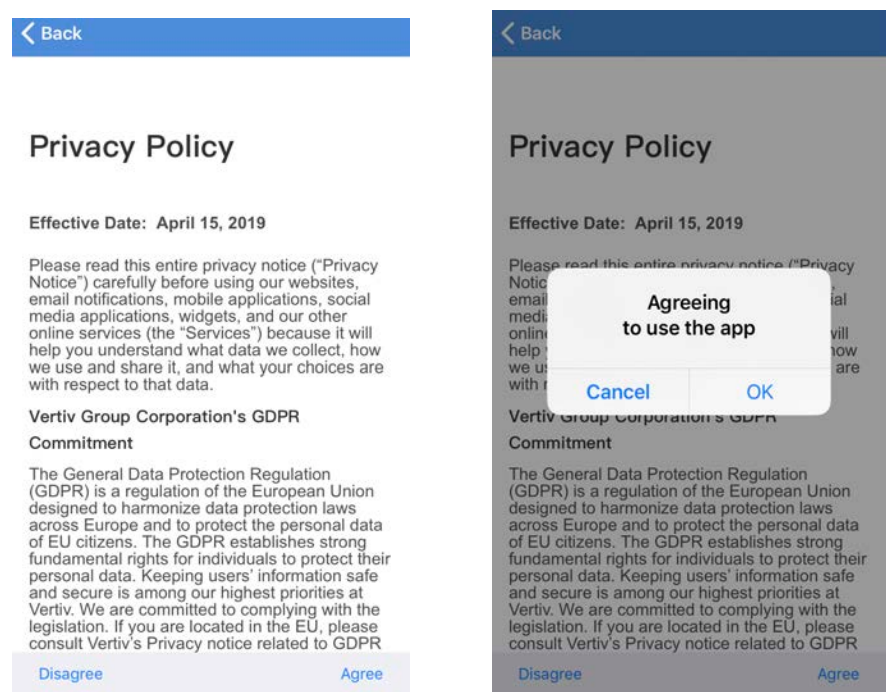 Back
Privacy Policy
Effective Date: April 15, 2019
Please read this entire privacy notice (“Privacy
Notice”) carefully before using our websites,
email notifications, mobile applications, social
media applications, widgets, and our other
online services (the “Services”) because it will
help you understand what data we collect, how
we use and share it, and what your choices are
with respect to that data.
Vertiv Group Corporation's GDPR
Commitment
The General Data Protection Regulation
(GDPR) is a regulation of the European Union
designed to harmonize data protection laws
across Europe and to protect the personal data
of EU citizens. The GDPR establishes strong
fundamental rights for individuals to protect their
personal data. Keeping users’ information safe
and secure is among our highest priorities at
Vertiv. We are committed to complying with the
legislation. If you are located in the EU, please
consult Vertiv’s Privacy notice related to GDPR
Disagree Agree
Back
Privacy Policy
Effective Date: April 15, 2019
Please read this entire privacy notice (“Privacy
Agreeing
to use the app
Cancel OK
Vertiv Group Corporation's GDPR
Commitment
The General Data Protection Regulation
(GDPR) is a regulation of the European Union
designed to harmonize data protection laws
across Europe and to protect the personal data
of EU citizens. The GDPR establishes strong
fundamental rights for individuals to protect their
personal data. Keeping users’ information safe
and secure is among our highest priorities at
Vertiv. We are committed to complying with the
legislation. If you are located in the EU, please
consult Vertiv’s Privacy notice related to GDPR
Disagree Agree